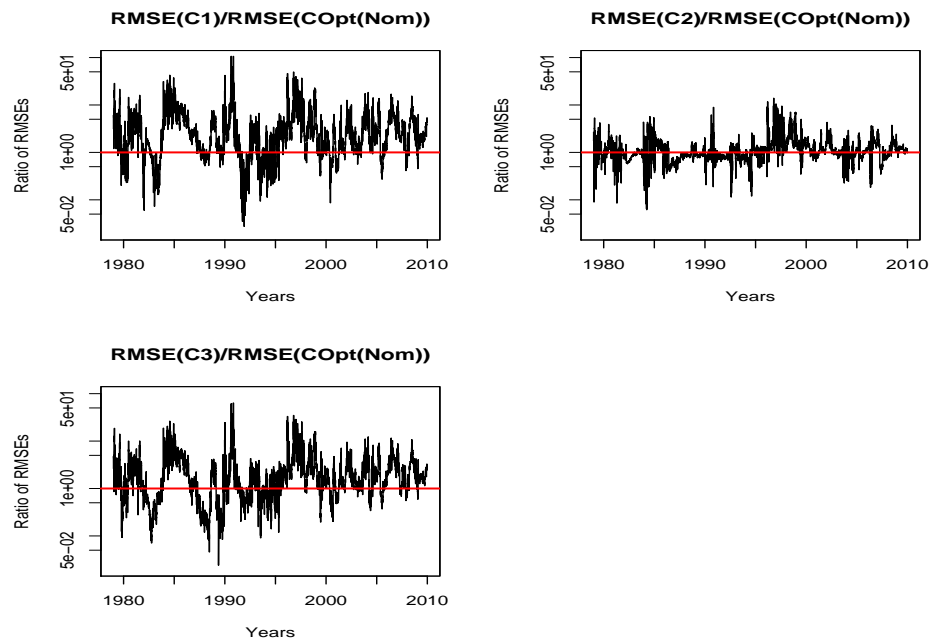 RMSE(C1)/RMSE(COpt(Nom))
Ratio of RMSEs
5e+01
1e+00
5e-02
1980 1990 2000 2010
Years
RMSE(C2)/RMSE(COpt(Nom))
Ratio of RMSEs
5e+01
1e+00
5e-02
1980 1990 2000 2010
Years
RMSE(C3)/RMSE(COpt(Nom))
Ratio of RMSEs
5e+01
1e+00
5e-02
1980 1990 2000 2010
Years